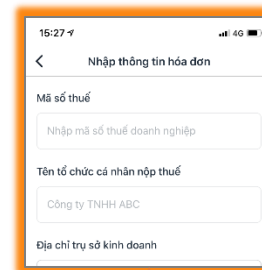 15:27
4G
Nhập thông tin hóa đơn
Mã số thuế
Nhập mã số thuế doanh nghiệp
Tên tổ chức cá nhân nộp thuế
Công ty TNHH ABC
Địa chỉ trụ sở kinh doanh